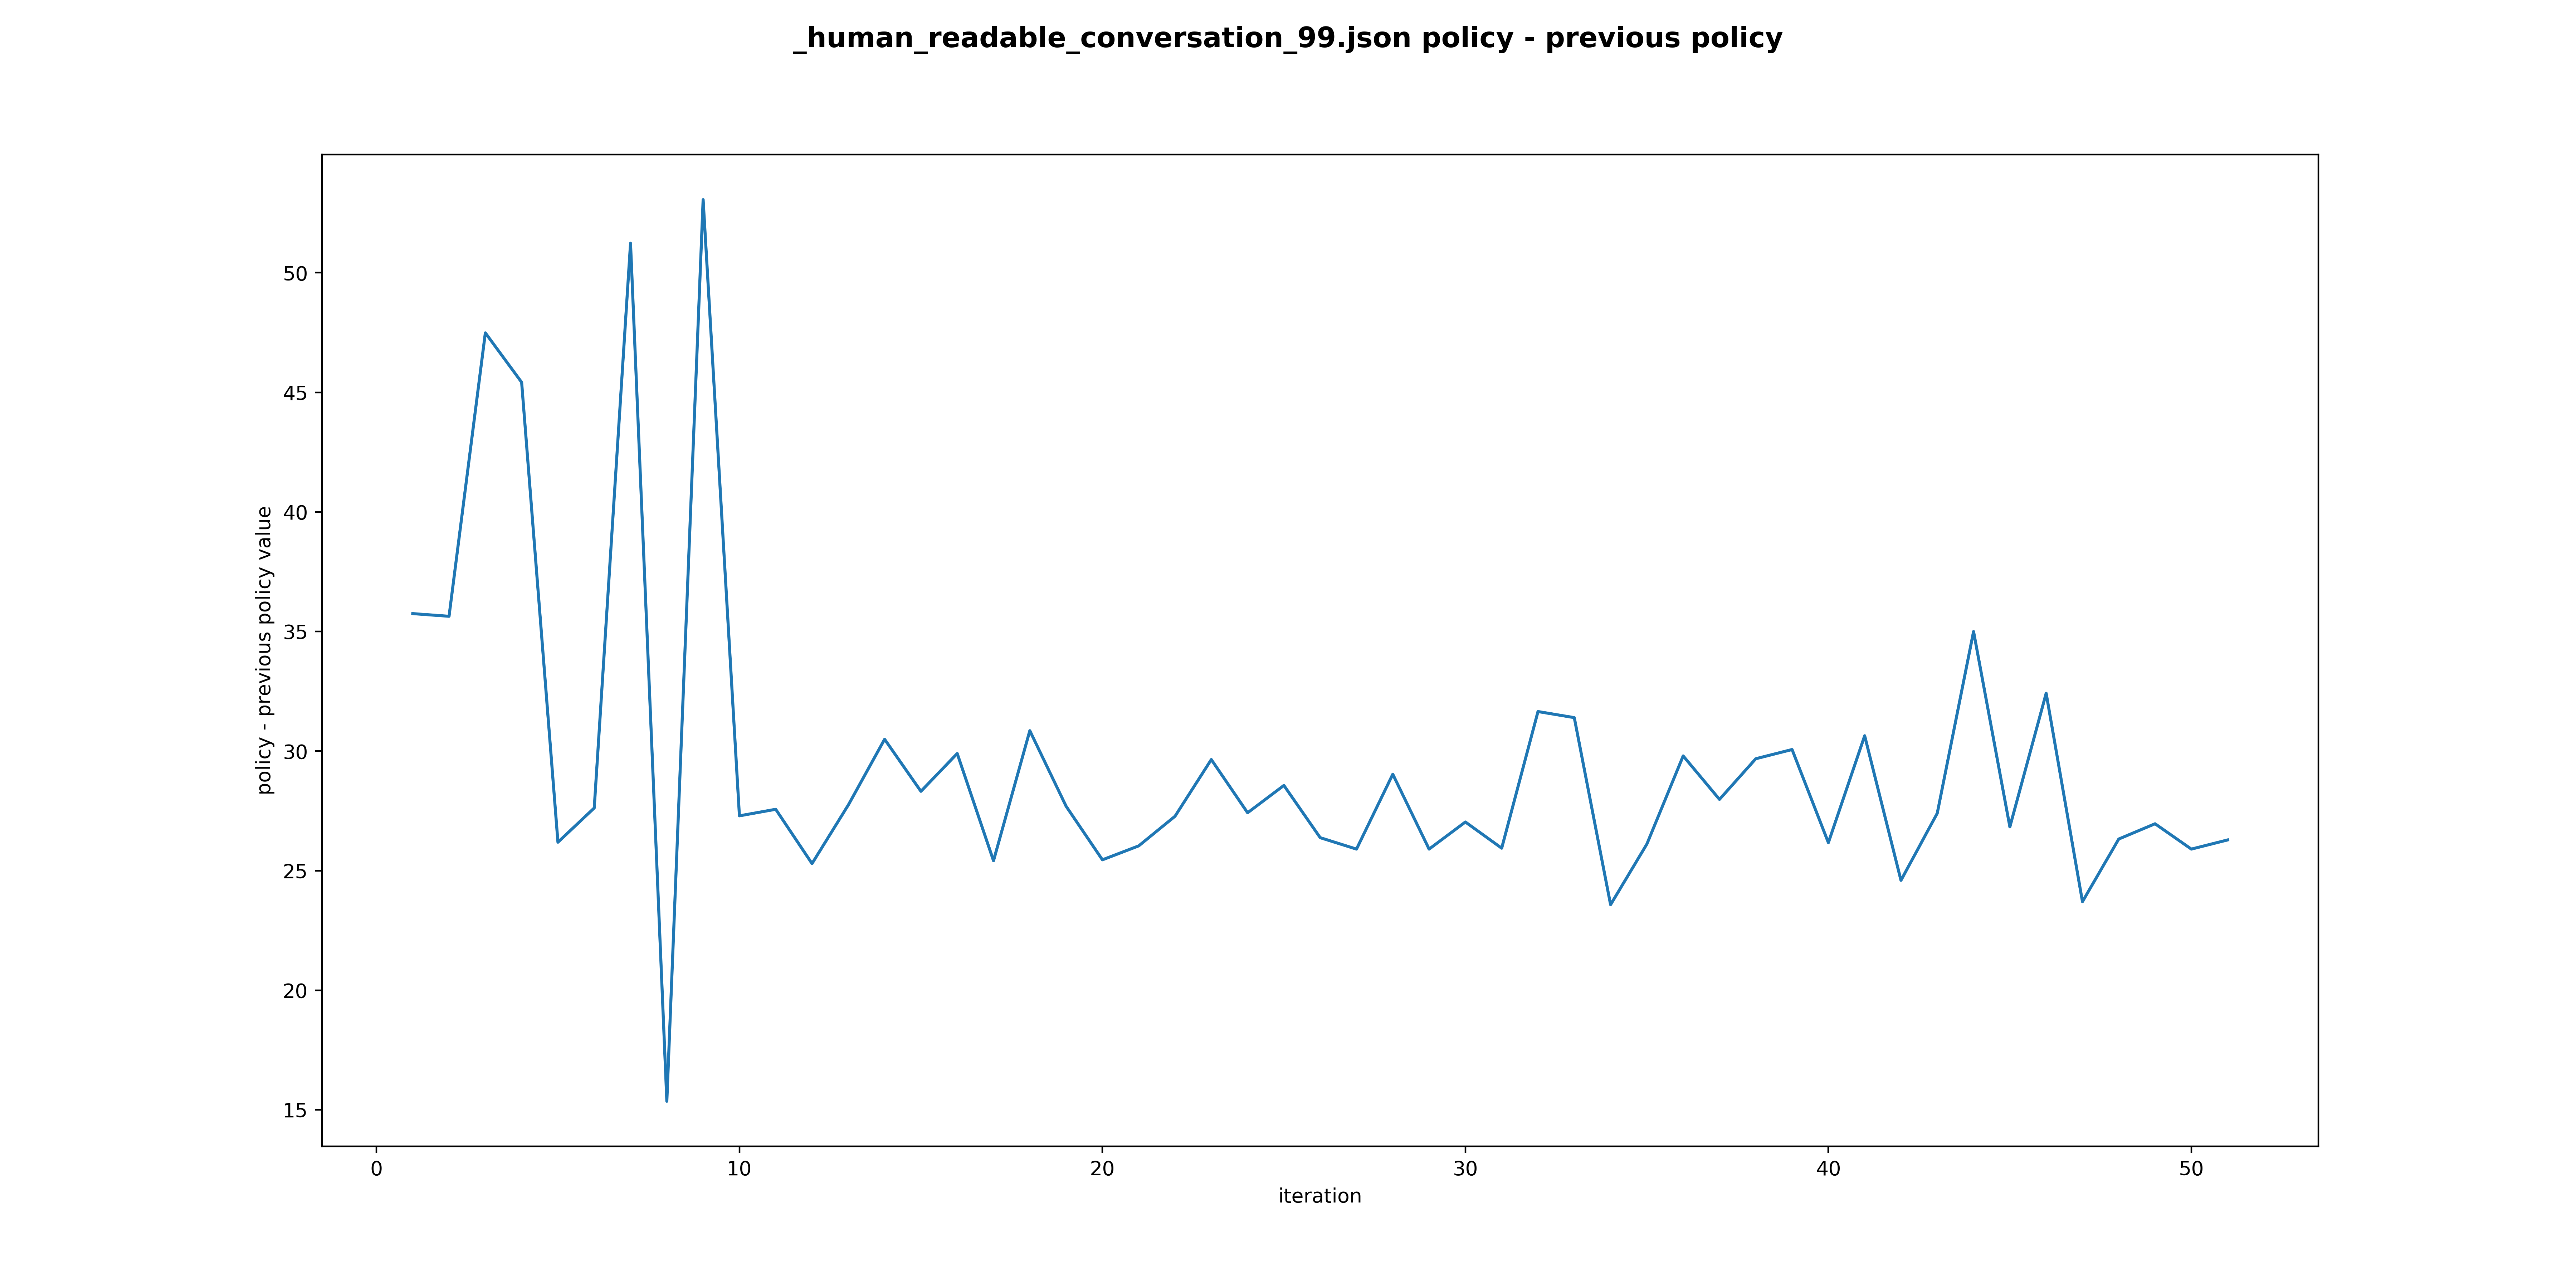 _human_readable_conversation_99.json policy - previous policy
policy - previous policy value
50
45
40
35
30
25
20
15
0 10 20 30 40 50
iteration